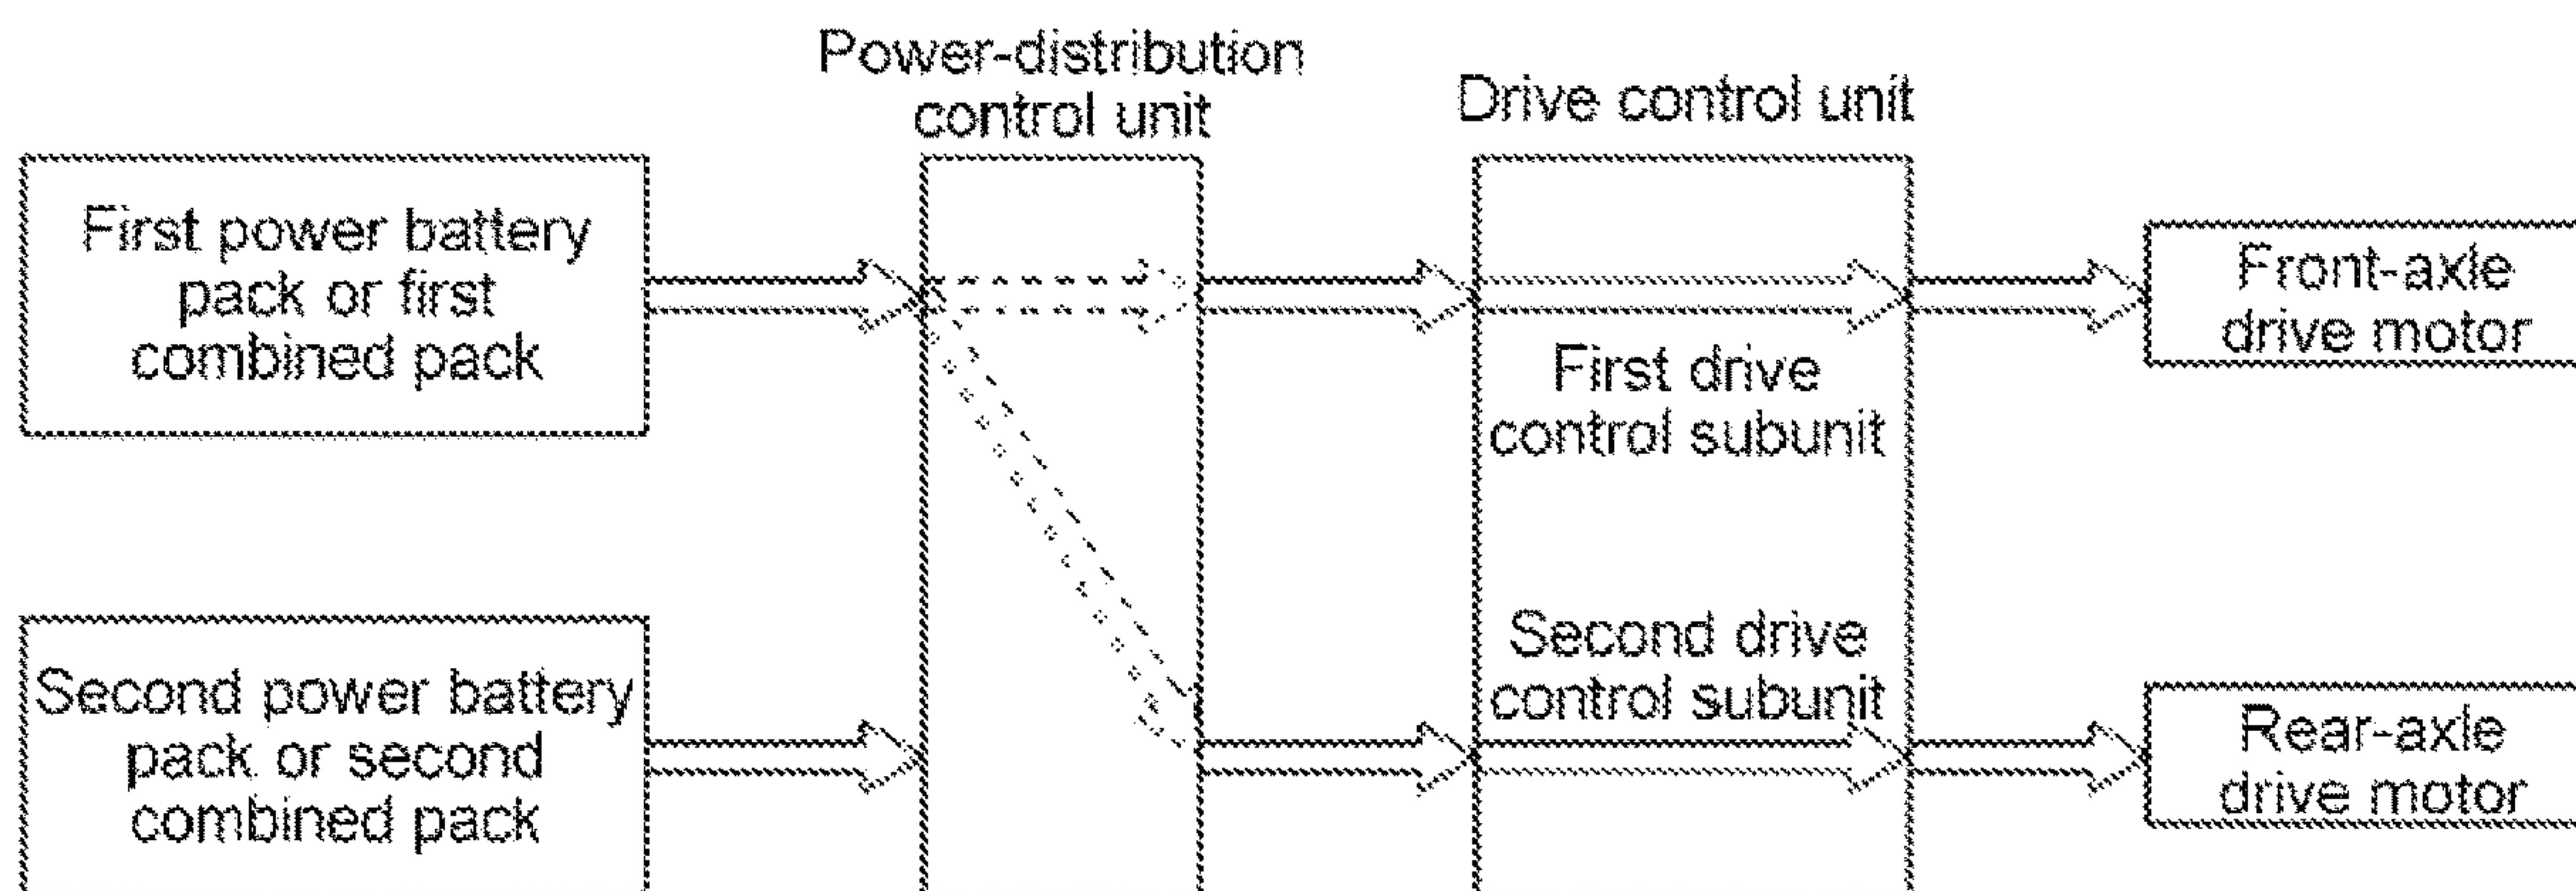 Power-distribution
control unit
Drive control unit
First power battery
pack or first
combined pack
Front-axle
drive motor
First drive
control subunit
Second drive
control subunit
Second power battery
pack or second
combined pack
Rear-axle
drive motor